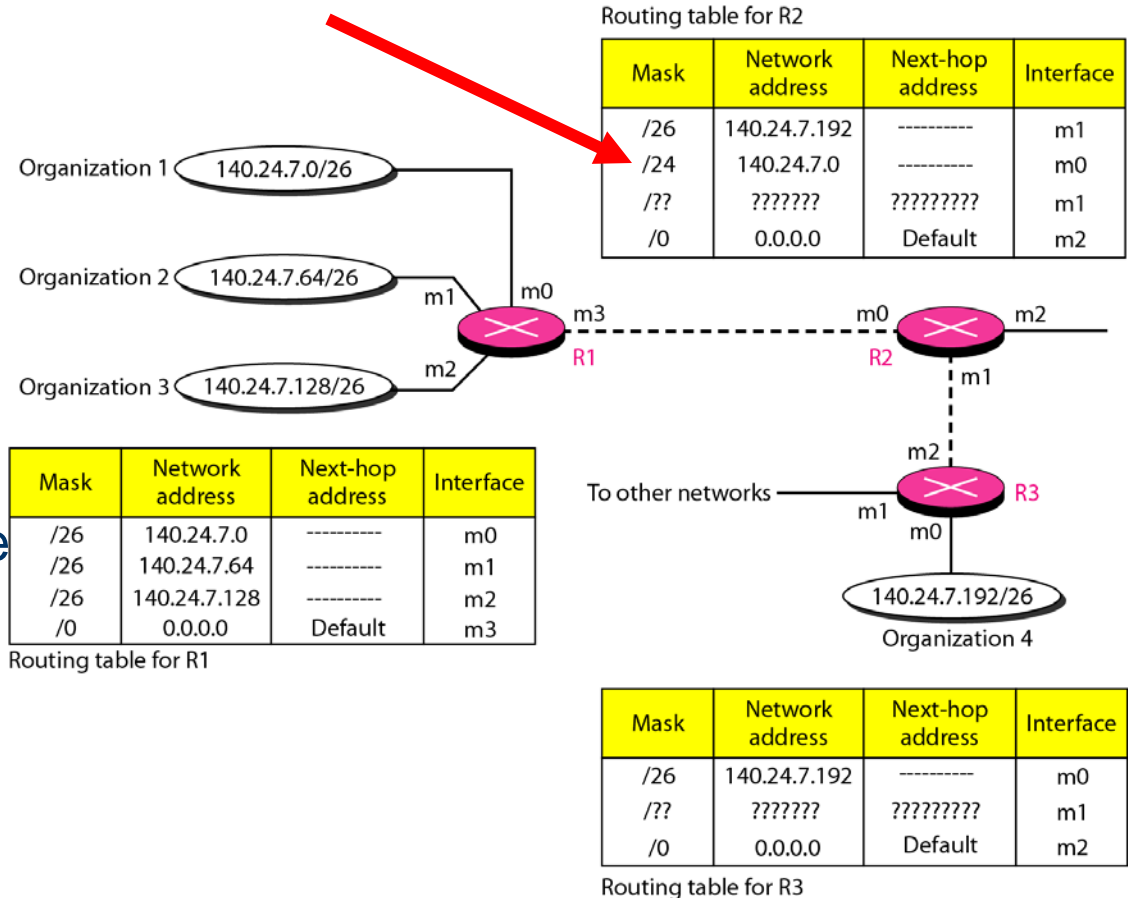 Routing table for R2
Mask Network address Next-hop address Interface
/26 140.24.7.192 ---------- m1
/24 140.24.7.0 ---------- m0
/?? ??????? ????????? m1
/0 0.0.0.0 Default m2
Organization 1 140.24.7.0/26
Organization 2 140.24.7.64/26
Organization 3 140.24.7.128/26
m1 m0
m3
m2
R1
m0 m2
R2
m1
m2
To other networks
R3
m1
m0
140.24.7.192/26
Organization 4
e
Mask Network address Next-hop address Interface
/26 140.24.7.0 ---------- m0
/26 140.24.7.64 ---------- m1
/26 140.24.7.128 ---------- m2
/0 0.0.0.0 Default m3
Routing table for R1
Mask Network address Next-hop address Interface
/26 140.24.7.192 ---------- m0
/?? ??????? ????????? m1
/0 0.0.0.0 Default m2
Routing table for R3